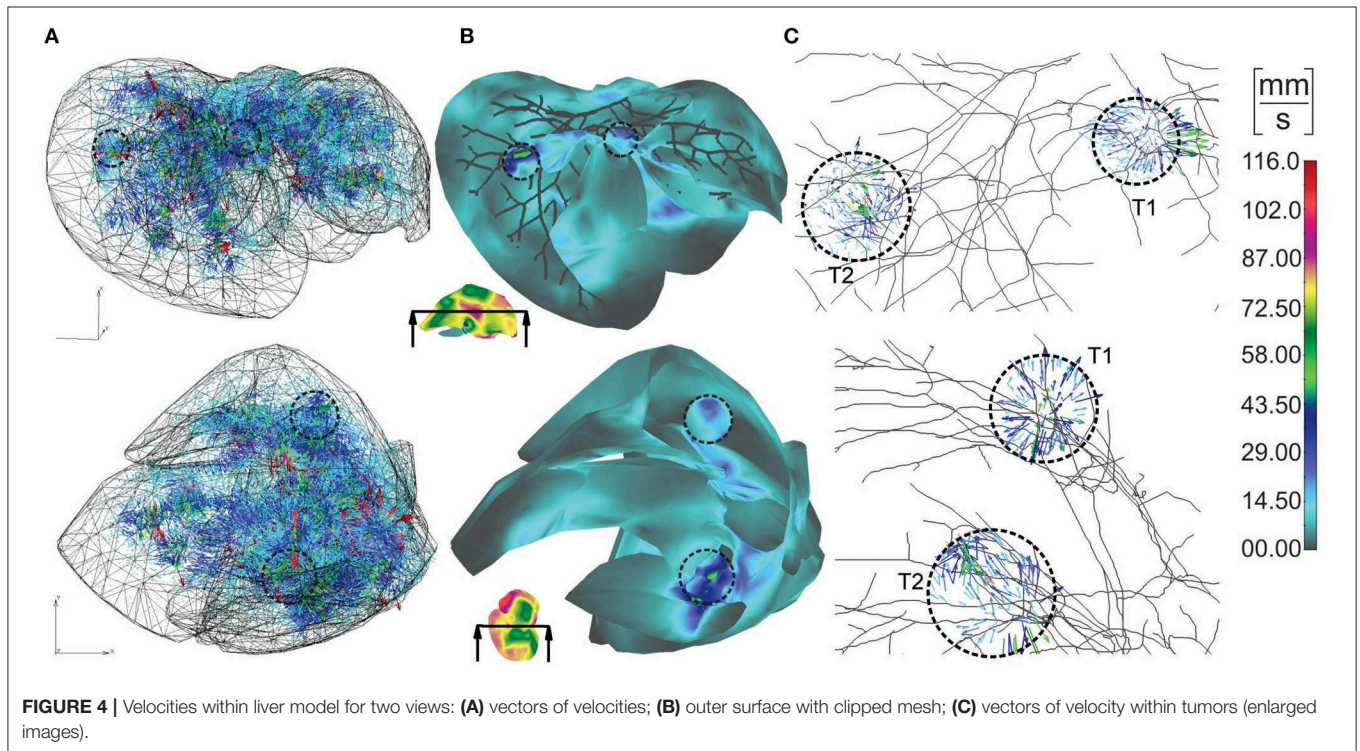 A
B
C
T1
T2
T1
T2
mm
s
116.0
102.0
87.00
72.50
58.00
43.50
29.00
14.50
00.00
FIGURE 4 | Velocities within liver model for two views: (A) vectors of velocities; (B) outer surface with clipped mesh; (C) vectors of velocity within tumors (enlarged
images).